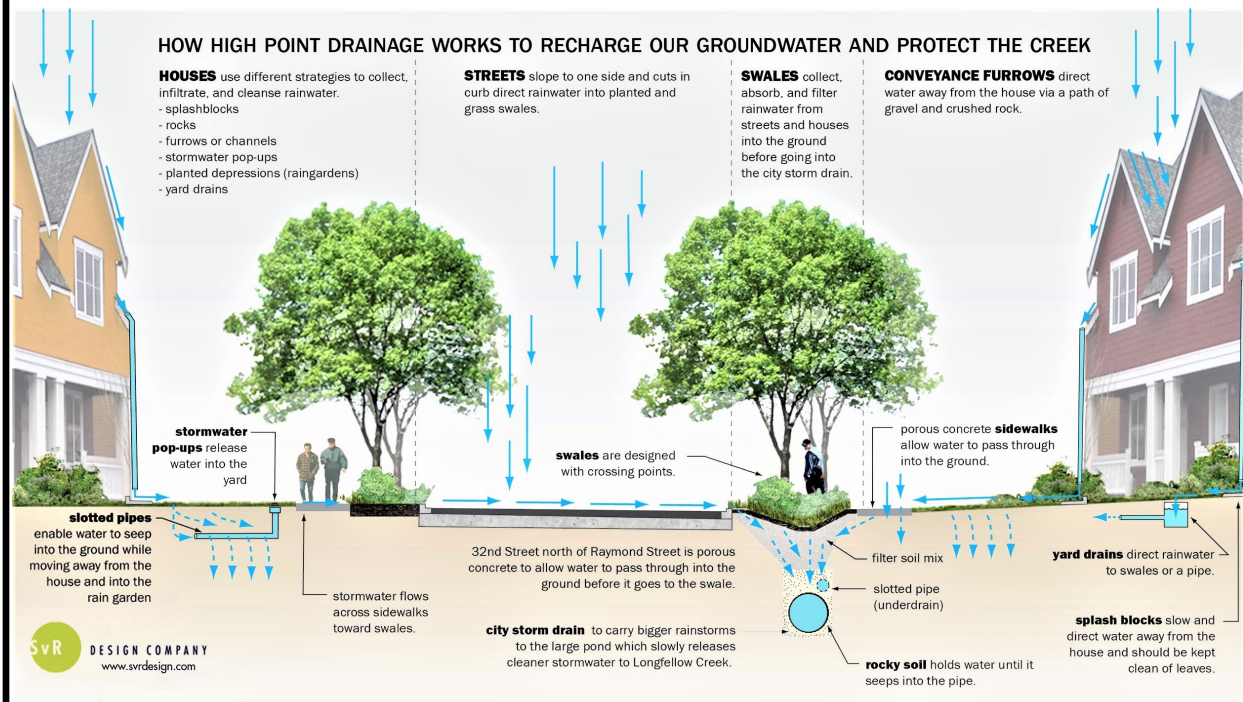 HOW HIGH POINT DRAINAGE WORKS TO RECHARGE OUR GROUNDWATER AND PROTECT THE CREEK
HOUSES use different strategies to collect,
infiltrate, and cleanse rainwater.
- splashblocks
- rocks
- furrows or channels
- stormwater pop-ups
- planted depressions (raingardens)
- yard drains
STREETS slope to one side and cuts in
curb direct rainwater into planted and
grass swales.
SWALES collect,
absorb, and filter
rainwater from
streets and houses
into the ground
before going into
the city storm drain.
CONVEYANCE FURROWS direct
water away from the house via a path of
gravel and crushed rock.
stormwater
pop-ups release
water into the
yard
swales are designed
with crossing points.
porous concrete sidewalks
allow water to pass through
into the ground.
slotted pipes
enable water to seep
into the ground while
moving away from the
house and into the
rain garden
stormwater flows
across sidewalks
toward swales.
32nd Street north of Raymond Street is porous
concrete to allow water to pass through into the
ground before it goes to the swale.
filter soil mix
slotted pipe
(underdrain)
yard drains direct rainwater
to swales or a pipe.
city storm drain to carry bigger rainstorms
to the large pond which slowly releases
cleaner stormwater to Longfellow Creek.
rocky soil holds water until it
seeps into the pipe.
splash blocks slow and
direct water away from the
house and should be kept
clean of leaves.
SvR DESIGN COMPANY
www.svrdesign.com